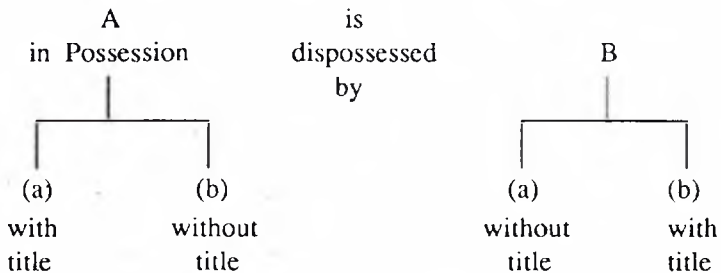 A is
in Possession dispossessed B
by
(a) (b) (a) (b)
with without without with
title title title title